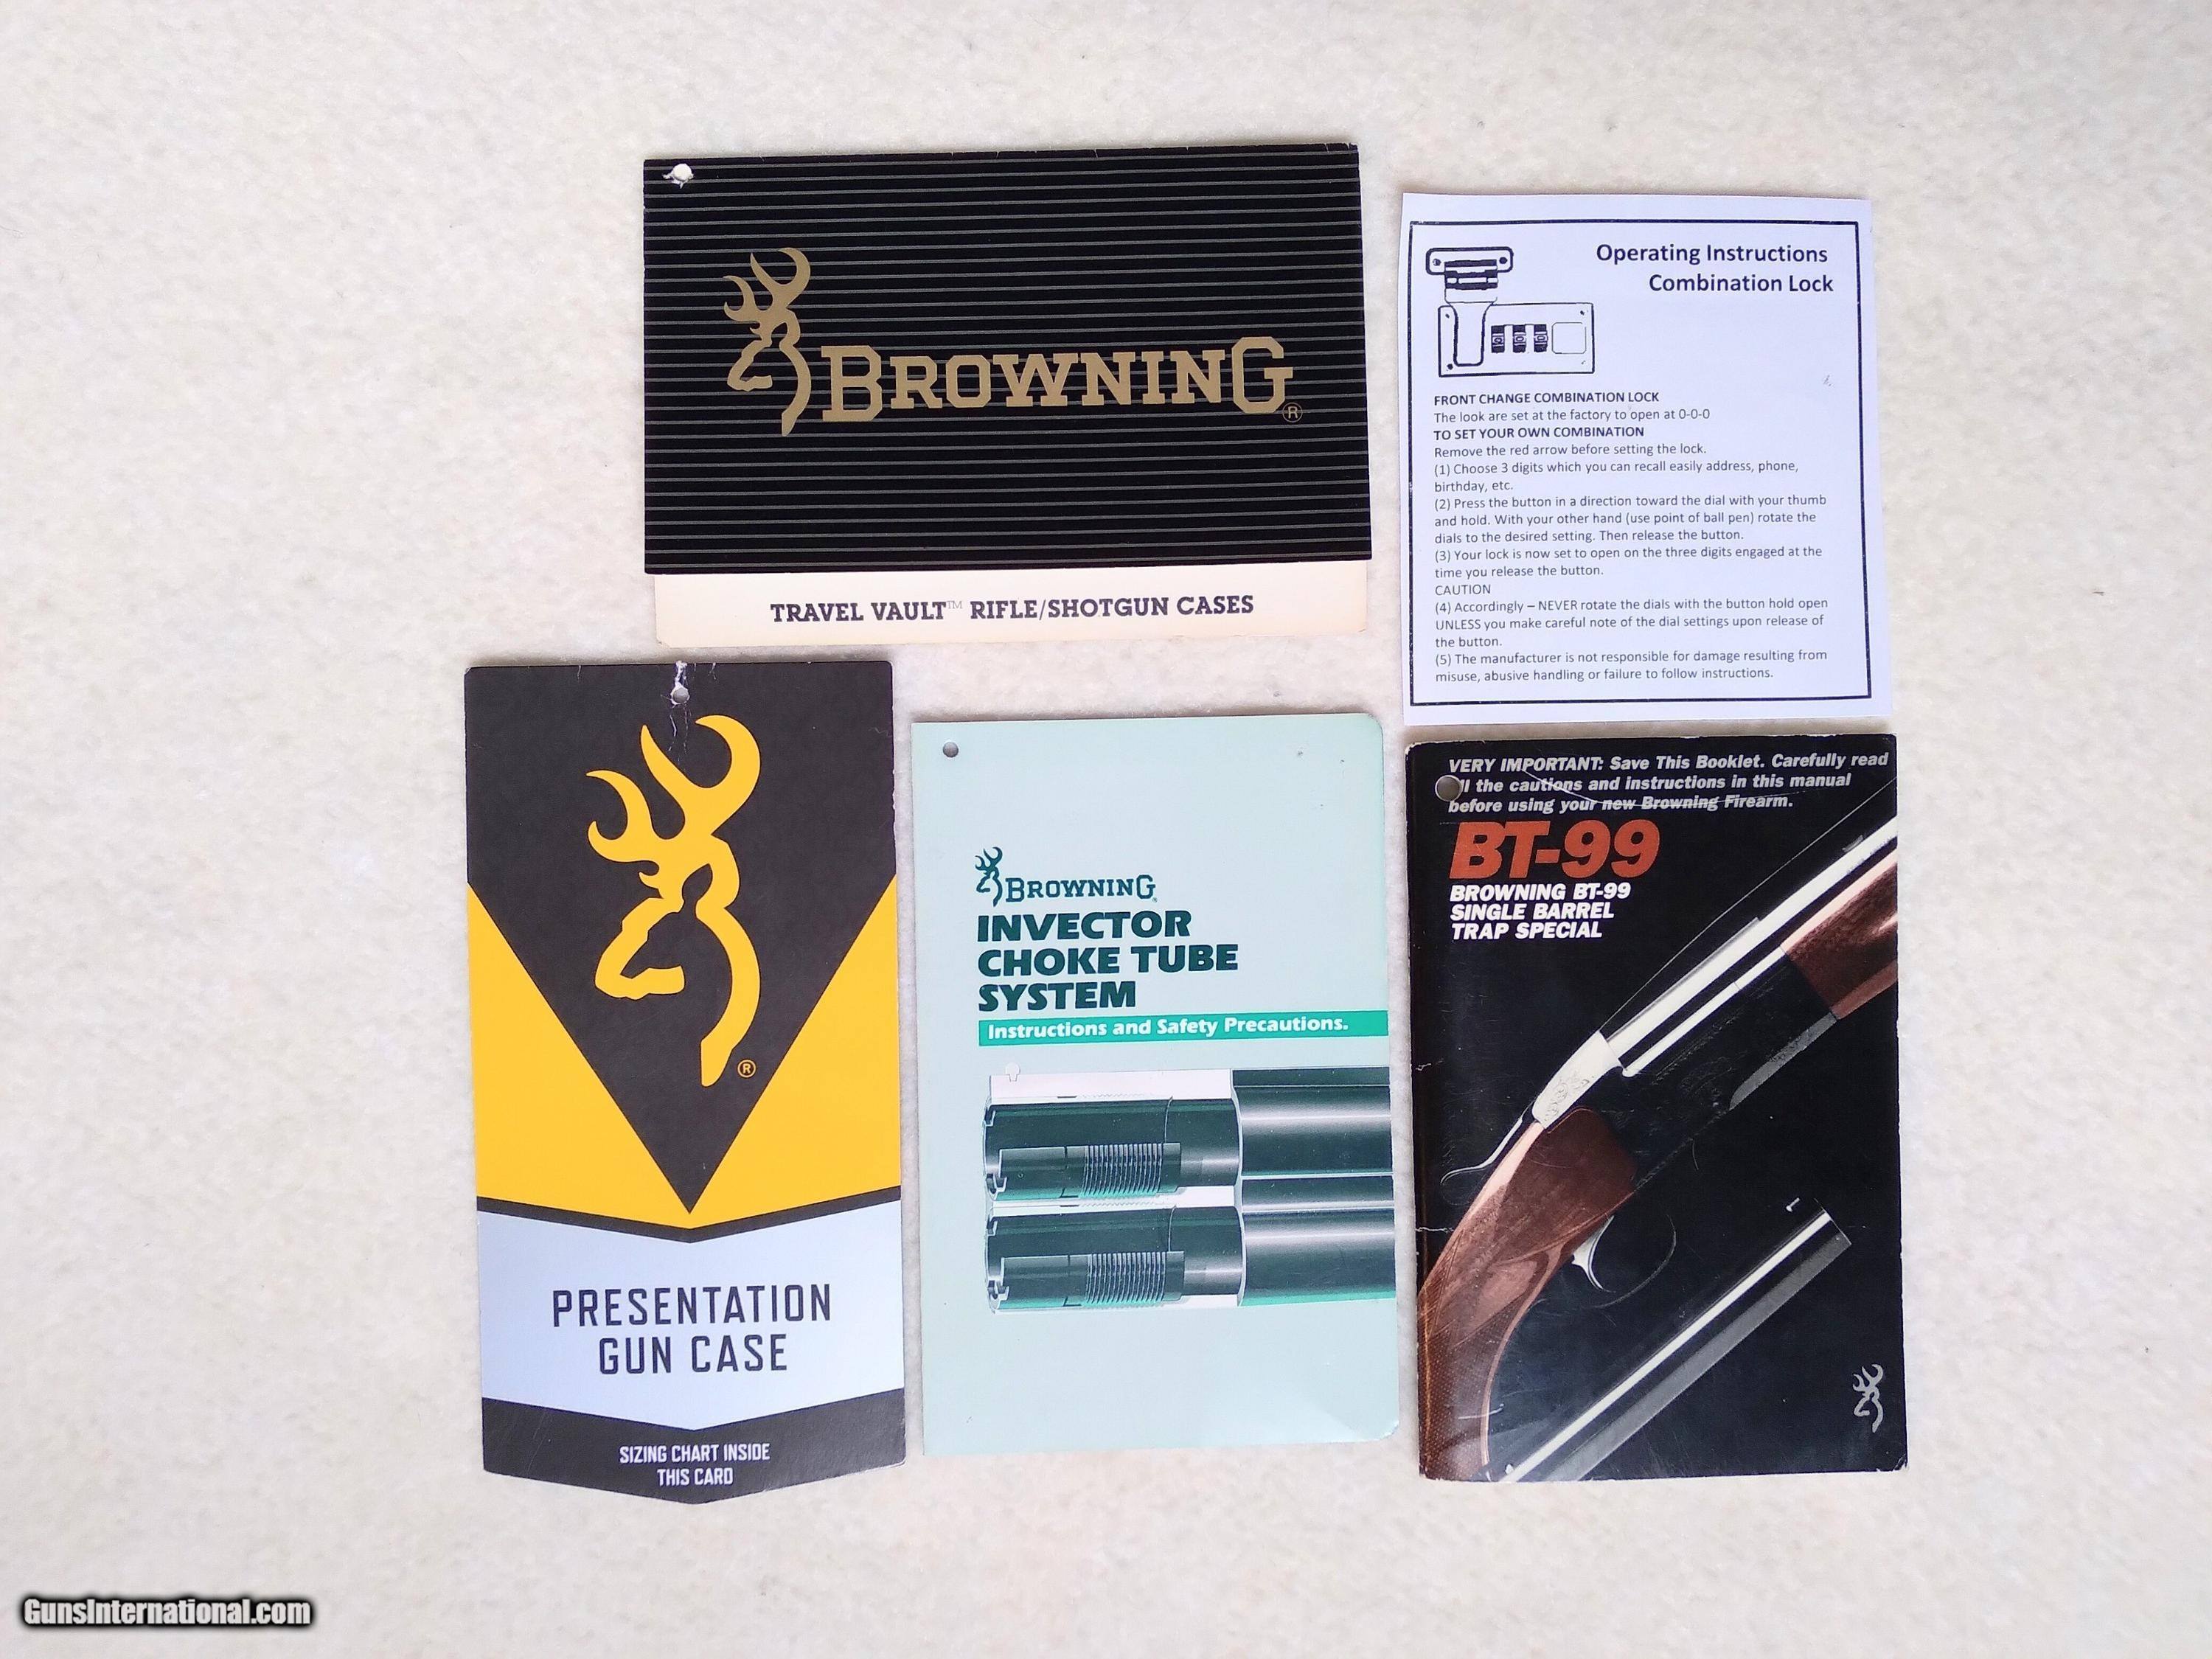 BROWNING®
TRAVEL VAULT™ RIFLE/SHOTGUN CASES
Operating Instructions
Combination Lock
FRONT CHANGE COMBINATION LOCK
The look are set at the factory to open at 0-0-0
TO SET YOUR OWN COMBINATION
Remove the red arrow before setting the lock.
(1) Choose 3 digits which you can recall easily address, phone,
birthday, etc.
(2) Press the button in a direction toward the dial with your thumb
and hold. With your other hand (use point of ball pen) rotate the
dials to the desired setting. Then release the button.
(3) Your lock is now set to open on the three digits engaged at the
time you release the button.
CAUTION
(4) Accordingly – NEVER rotate the dials with the button hold open
UNLESS you make careful note of the dial settings upon release of
the button.
(5) The manufacturer is not responsible for damage resulting from
misuse, abusive handling or failure to follow instructions.
®
PRESENTATION
GUN CASE
SIZING CHART INSIDE
THIS CARD
BROWNING®
INVECTOR
CHOKE TUBE
SYSTEM
Instructions and Safety Precautions.
VERY IMPORTANT: Save This Booklet. Carefully read
all the cautions and instructions in this manual
before using your new Browning Firearm.
BT-99
BROWNING BT-99
SINGLE BARREL
TRAP SPECIAL
GunsInternational.com